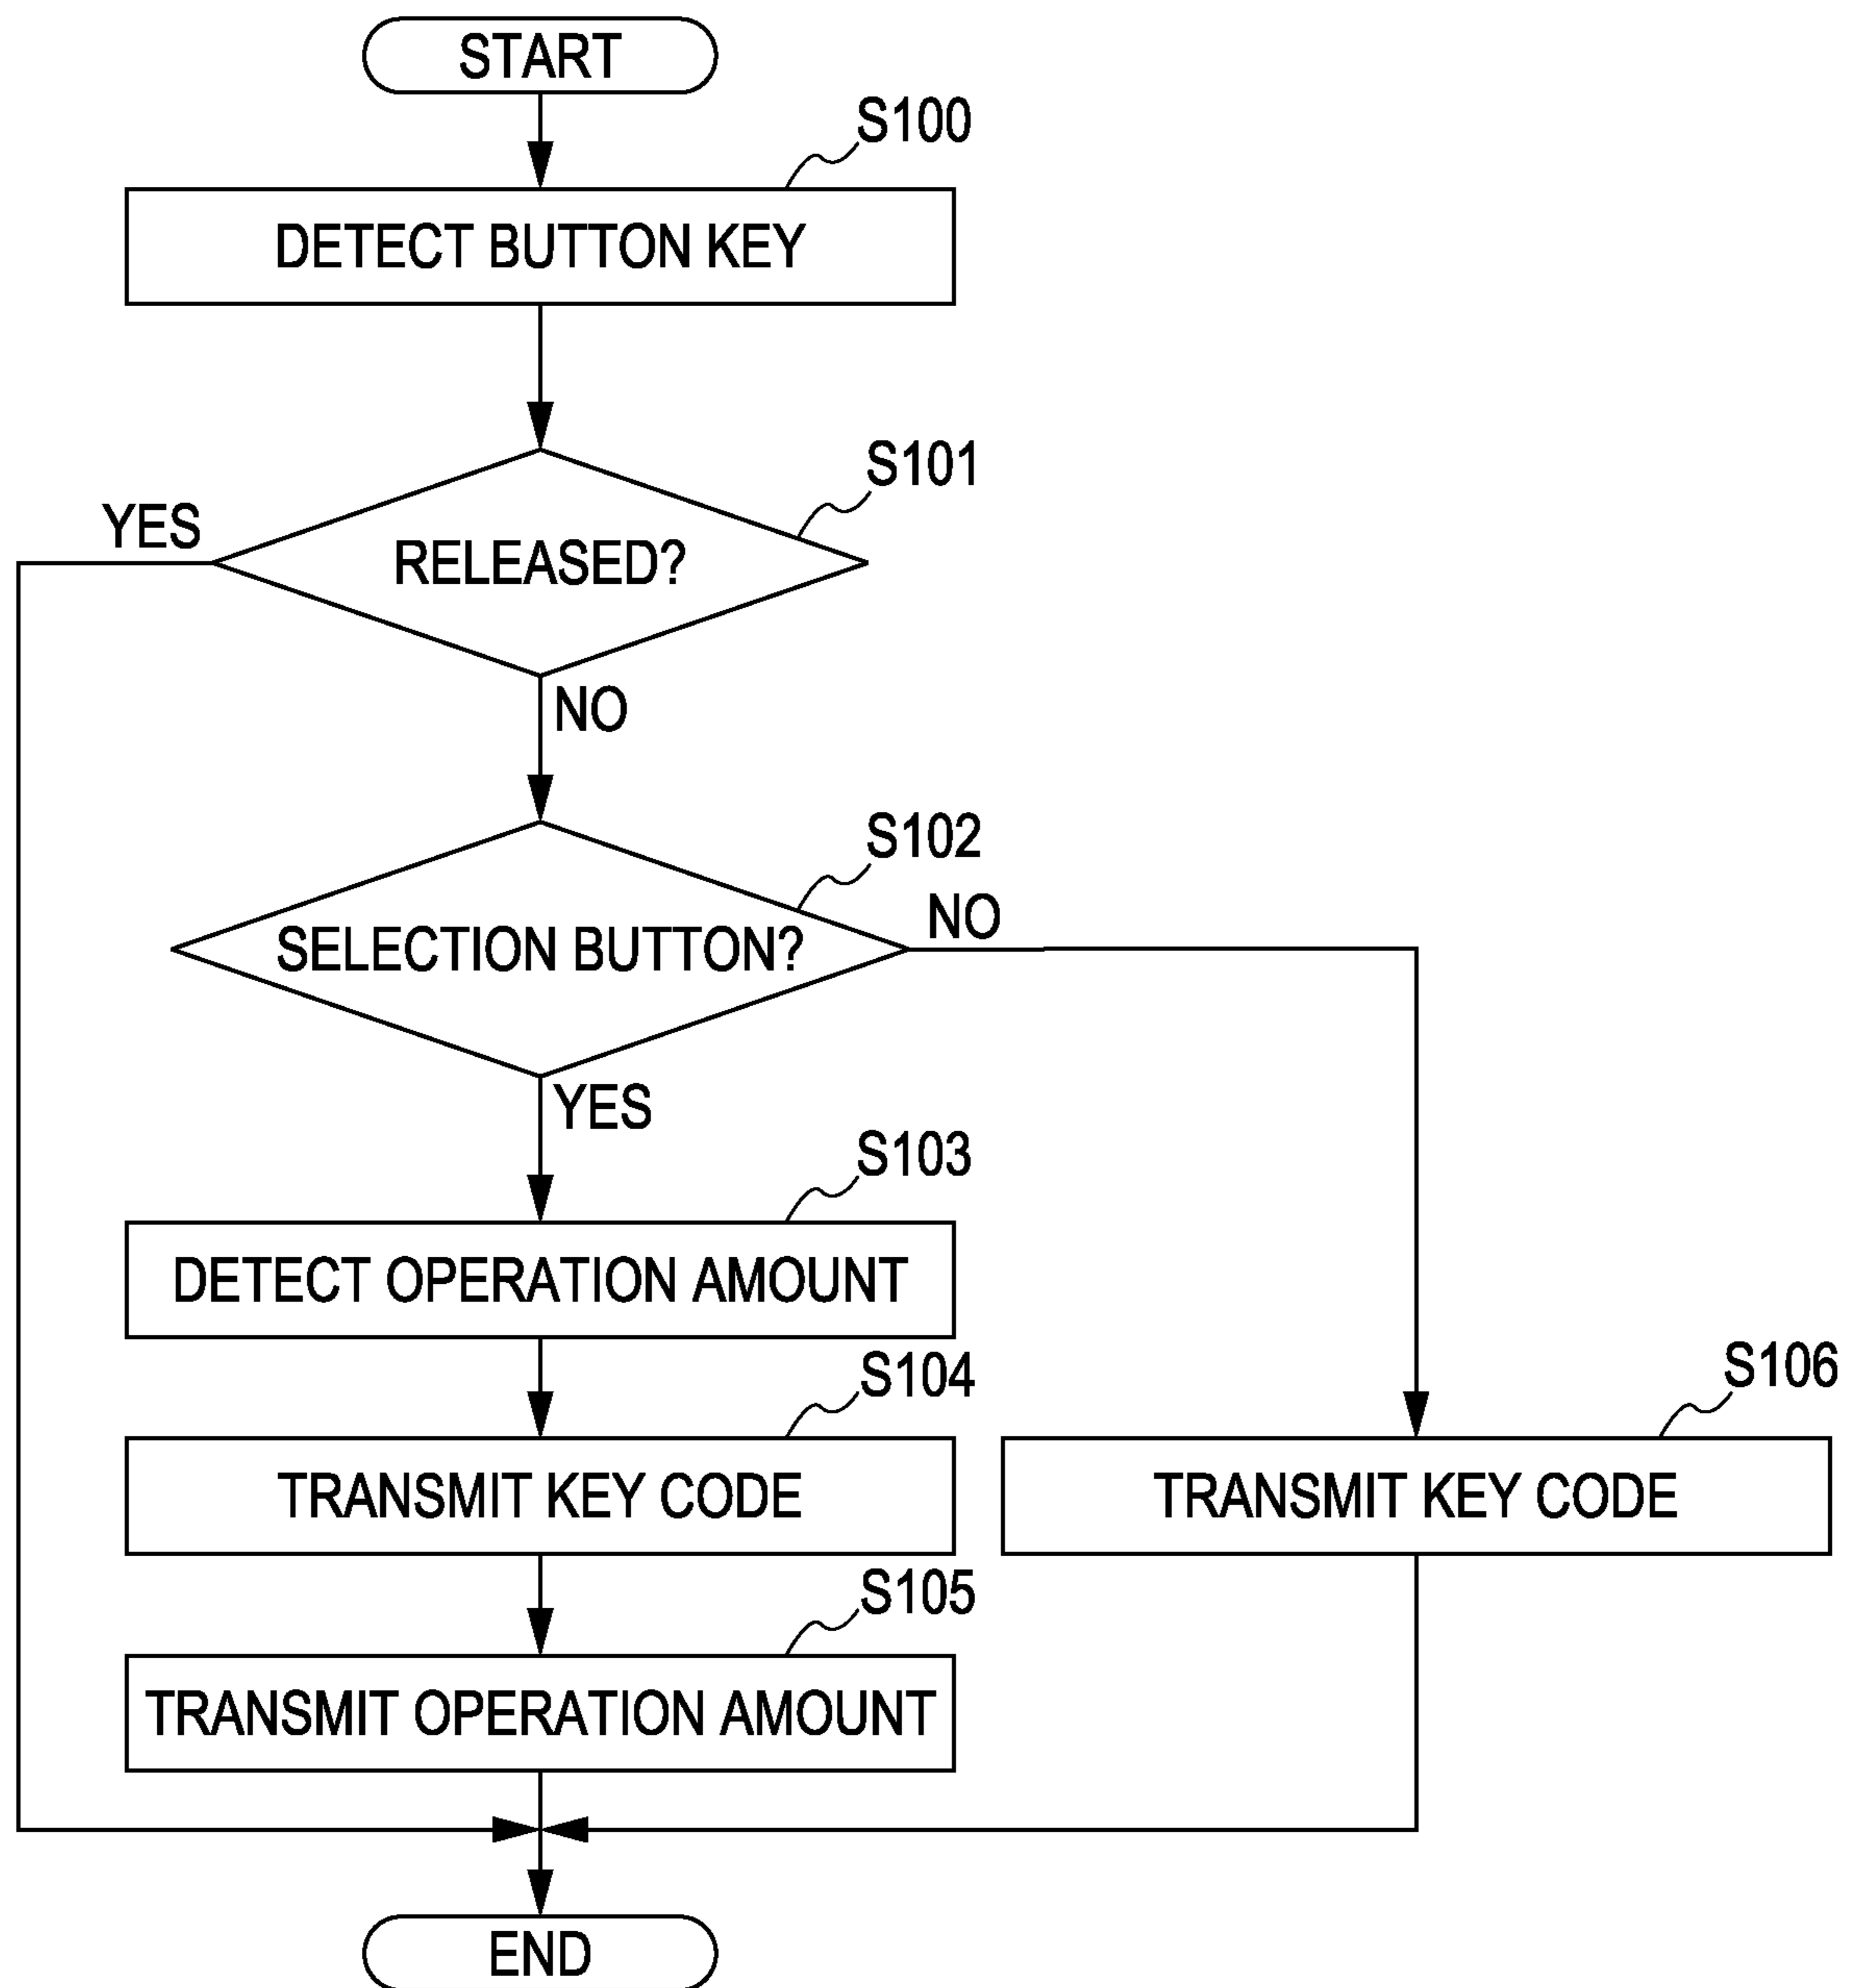 START
S100
DETECT BUTTON KEY
S101
YES
RELEASED?
NO
S102
NO
SELECTION BUTTON?
YES
S103
DETECT OPERATION AMOUNT
S104
S106
TRANSMIT KEY CODE
TRANSMIT KEY CODE
S105
TRANSMIT OPERATION AMOUNT
END